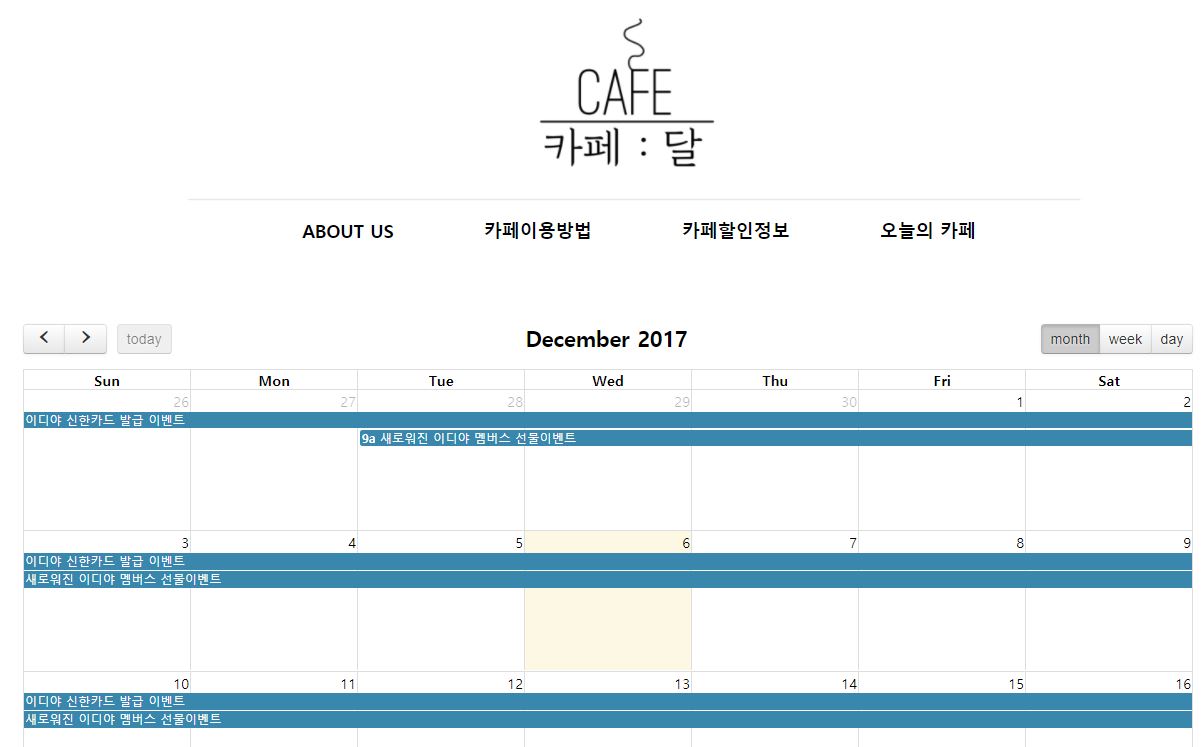 CAFE
카페 : 달
ABOUT US 카페이용방법 카페할인정보 오늘의 카페
< > today December 2017 month week day
Sun Mon Tue Wed Thu Fri Sat
26 27 28 29 30 1 2
이디야 신한카드 발급 이벤트
9a 새로워진 이디야 멤버스 선물이벤트
3 4 5 6 7 8 9
이디야 신한카드 발급 이벤트
새로워진 이디야 멤버스 선물이벤트
10 11 12 13 14 15 16
이디야 신한카드 발급 이벤트
새로워진 이디야 멤버스 선물이벤트